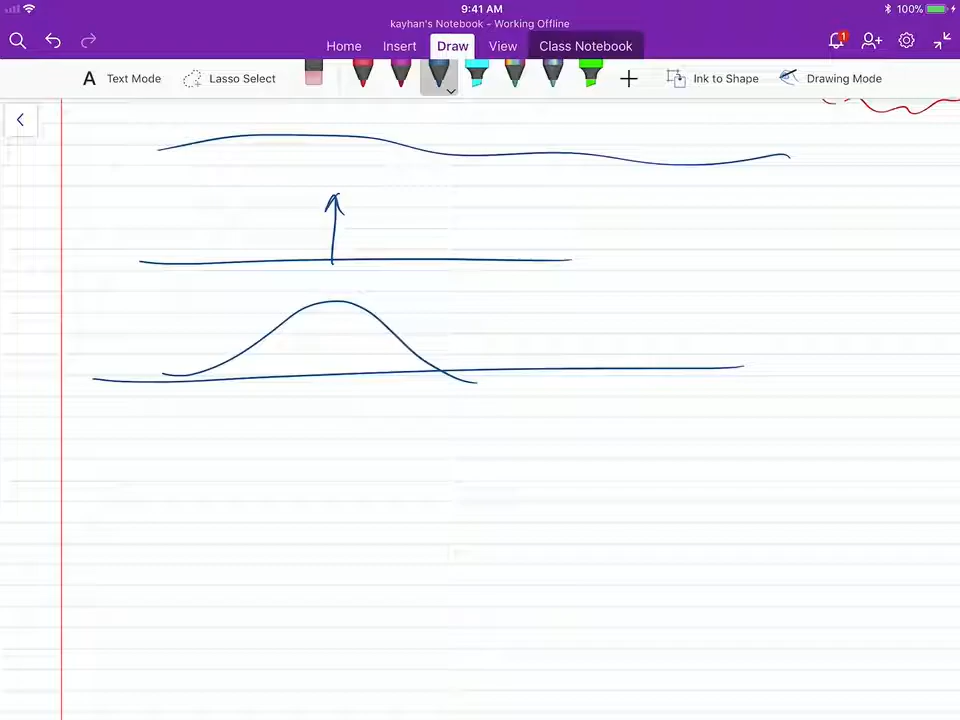 9:41 AM
100%
kayhan's Notebook - Working Offline
Home Insert Draw View Class Notebook
1
A Text Mode Lasso Select Ink to Shape Drawing Mode